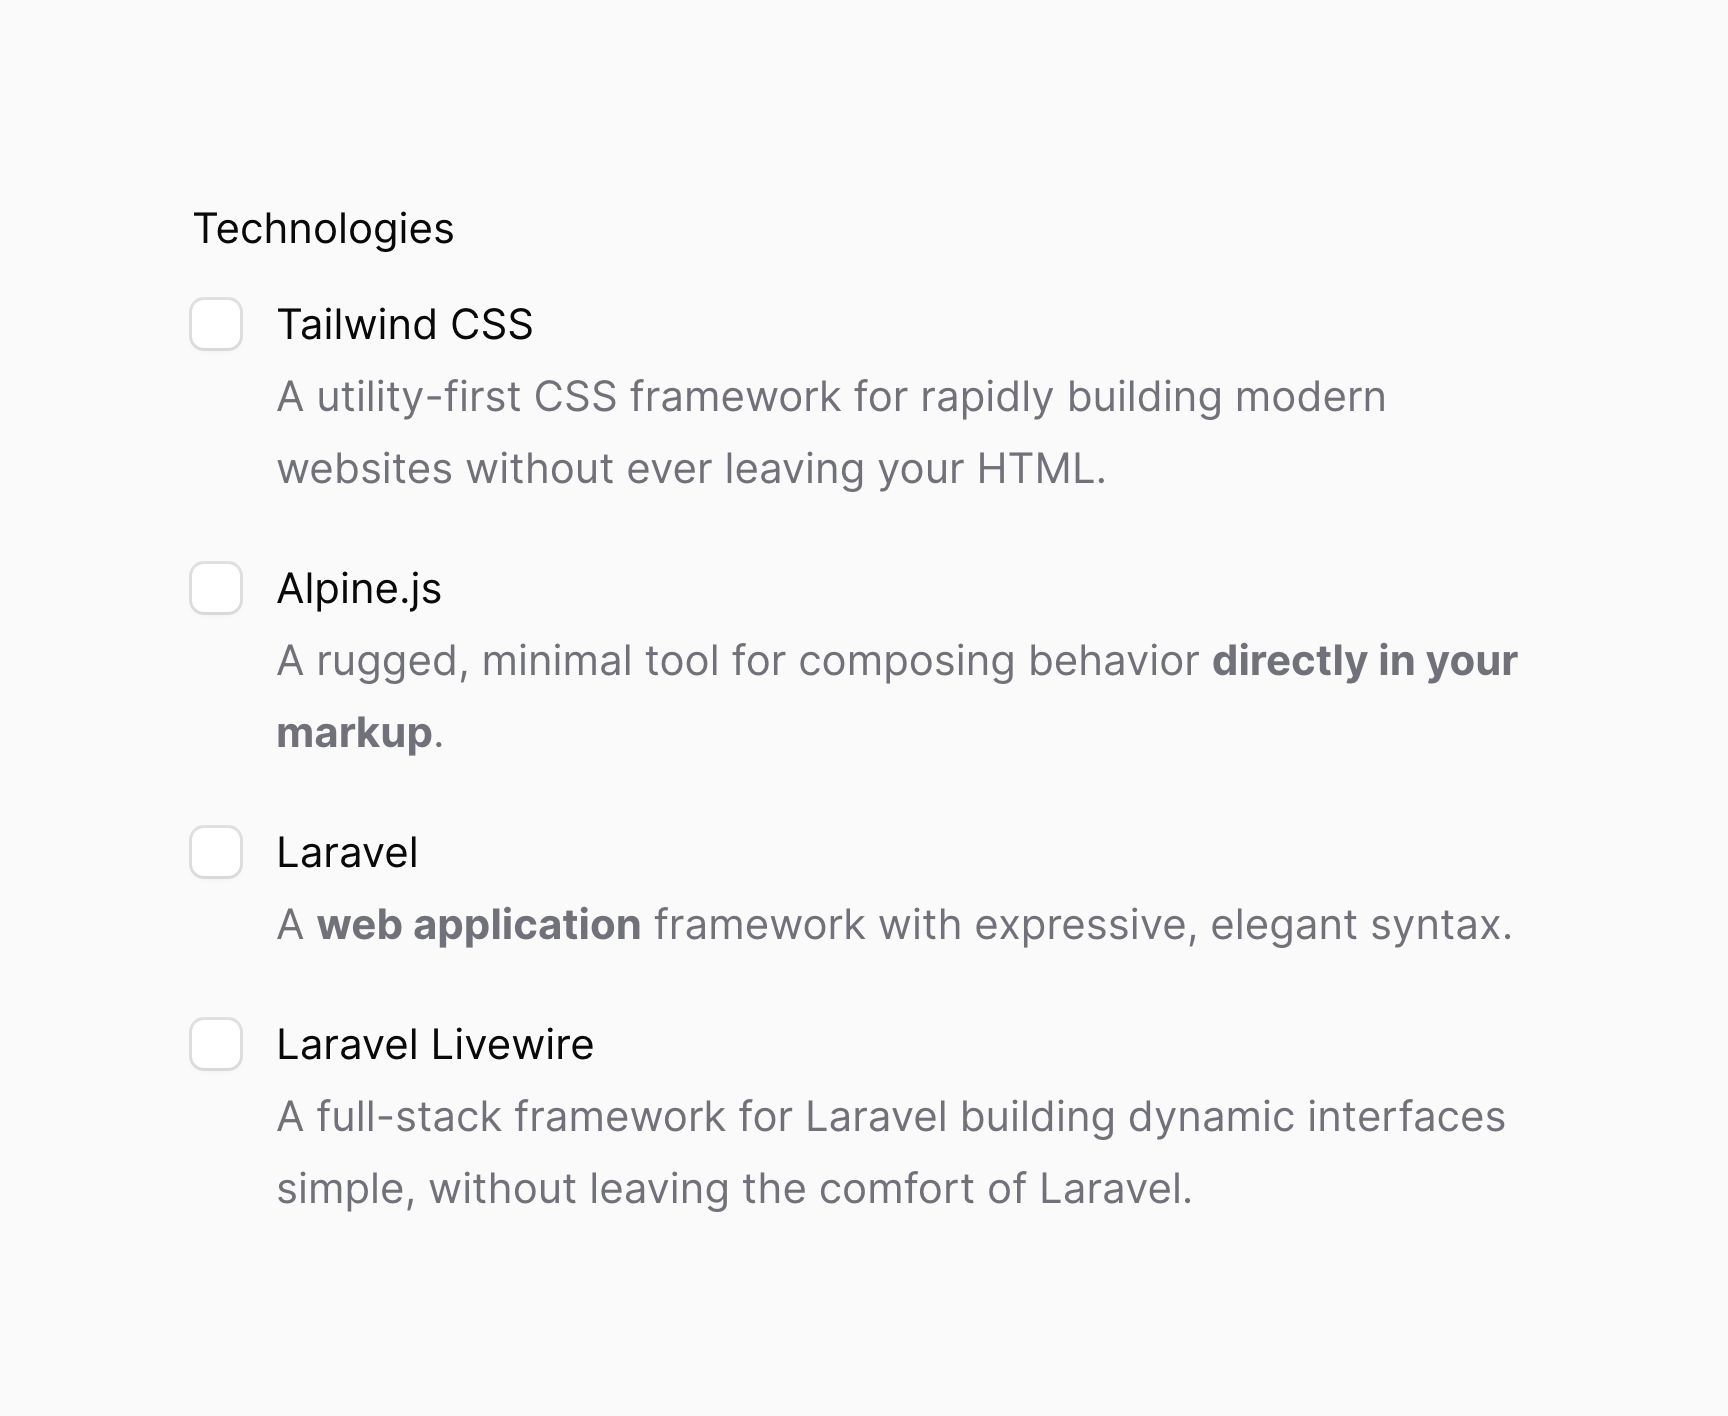 Technologies
Tailwind CSS
A utility-first CSS framework for rapidly building modern
websites without ever leaving your HTML.
Alpine.js
A rugged, minimal tool for composing behavior directly in your
markup.
Laravel
A web application framework with expressive, elegant syntax.
Laravel Livewire
A full-stack framework for Laravel building dynamic interfaces
simple, without leaving the comfort of Laravel.